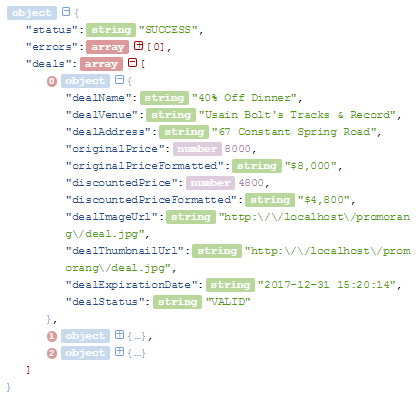 object {
"status": string "SUCCESS",
"errors": array [0],
"deals": array [
0 object {
"dealName": string "40% Off Dinner",
"dealVenue": string "Usain Bolt's Tracks & Record",
"dealAddress": string "67 Constant Spring Road",
"originalPrice": number 8000,
"originalPriceFormatted": string "$8,000",
"discountedPrice": number 4800,
"discountedPriceFormatted": string "$4,800",
"dealImageUrl": string "http:\/\/localhost\/promoran
g\/deal.jpg",
"dealThumbnailUrl": string "http:\/\/localhost\/prom
orang\/deal.jpg",
"dealExpirationDate": string "2017-12-31 15:20:14",
"dealStatus": string "VALID"
},
1 object {…},
2 object {…}
]
}